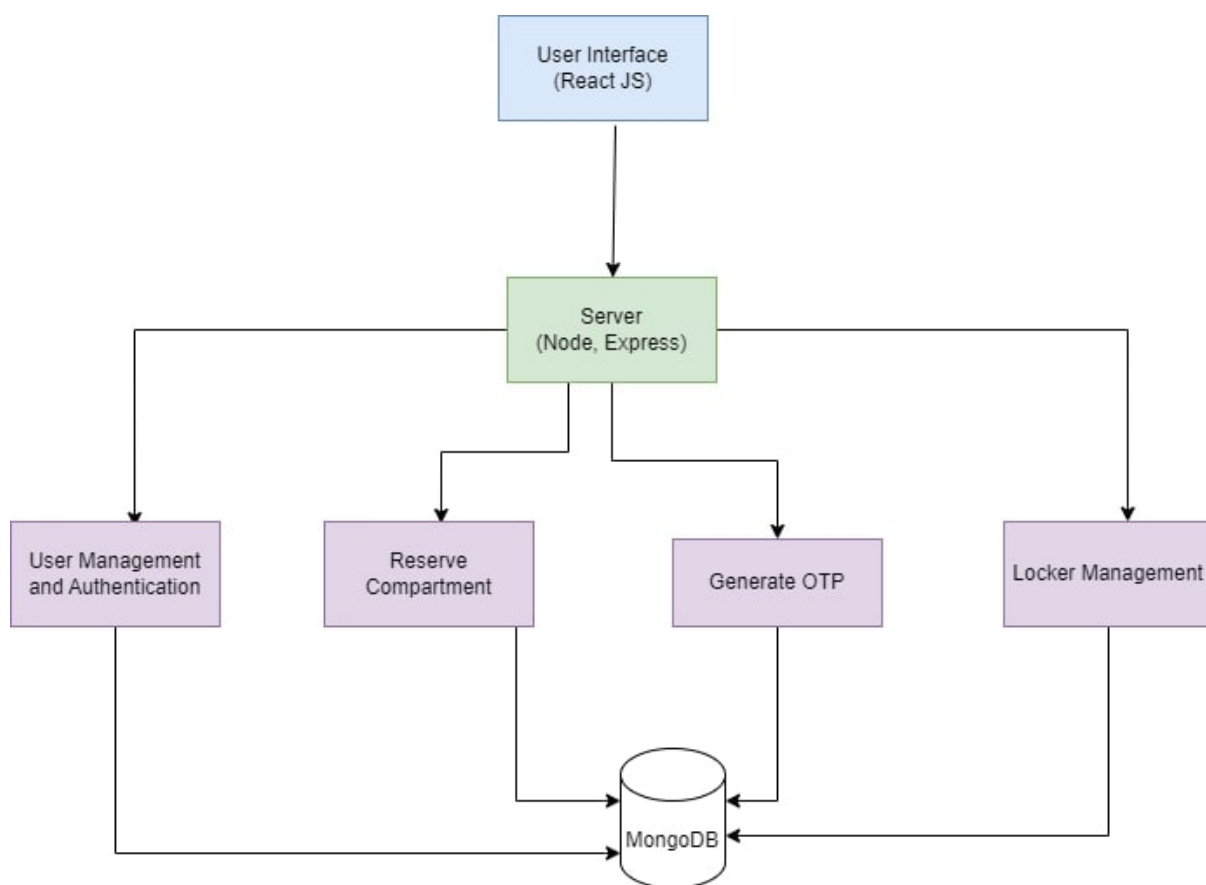 User Interface
(React JS)
Server
(Node, Express)
User Management
and Authentication
Reserve
Compartment
Generate OTP
Locker Management
MongoDB